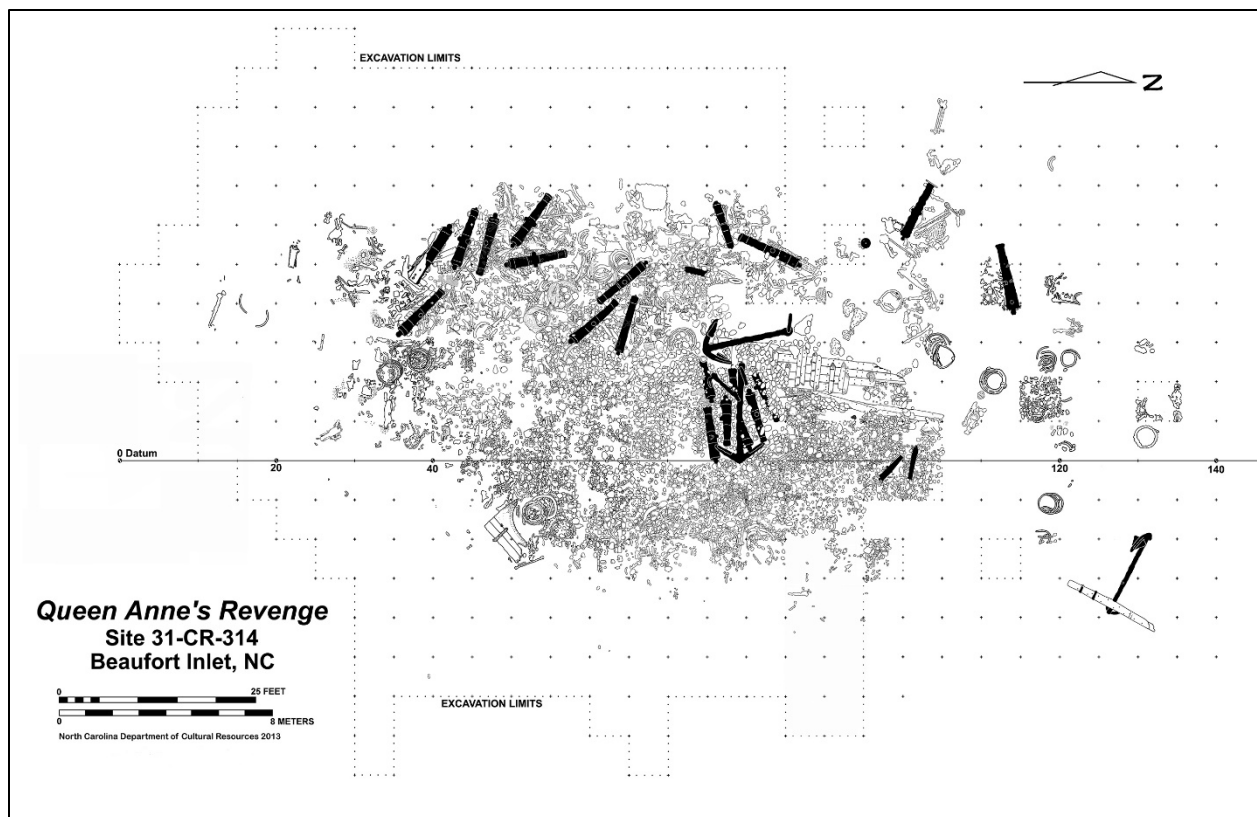 EXCAVATION LIMITS
N
0 Datum
20
40
120
140
Queen Anne's Revenge
Site 31-CR-314
Beaufort Inlet, NC
0 25 FEET
0 8 METERS
North Carolina Department of Cultural Resources 2013
EXCAVATION LIMITS